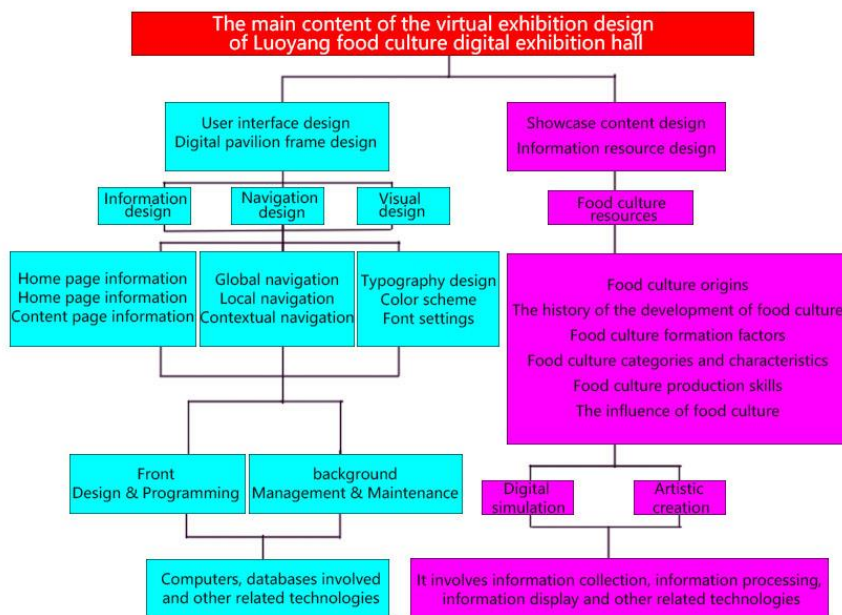 The main content of the virtual exhibition design
of Luoyang food culture digital exhibition hall
User interface design
Digital pavilion frame design
Showcase content design
Information resource design
Information
design
Navigation
design
Visual
design
Food culture
resources
Home page information
Home page information
Content page information
Global navigation
Local navigation
Contextual navigation
Typography design
Color scheme
Font settings
Food culture origins
The history of the development of food culture
Food culture formation factors
Food culture categories and characteristics
Food culture production skills
The influence of food culture
Front
Design & Programming
background
Management & Maintenance
Digital
simulation
Artistic
creation
Computers, databases involved
and other related technologies
It involves information collection, information processing,
information display and other related technologies